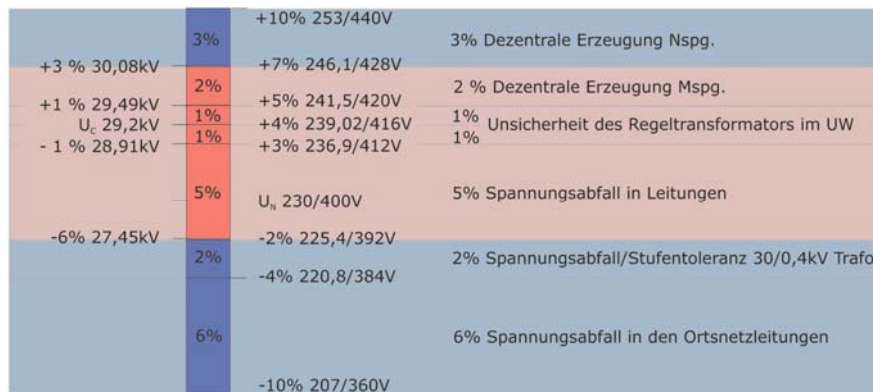 +10% 253/440V
3%
3% Dezentrale Erzeugung Nspg.
+3 % 30,08kV
+7% 246,1/428V
2%
2 % Dezentrale Erzeugung Mspg.
+1 % 29,49kV
+5% 241,5/420V
1%
1%
Unsicherheit des Regeltransformators im UW
U_C 29,2kV
+4% 239,02/416V
1%
1%
- 1 % 28,91kV
+3% 236,9/412V
5%
U_N 230/400V
5% Spannungsabfall in Leitungen
-6% 27,45kV
-2% 225,4/392V
2%
2% Spannungsabfall/Stufentoleranz 30/0,4kV Trafo
-4% 220,8/384V
6%
6% Spannungsabfall in den Ortsnetzleitungen
-10% 207/360V